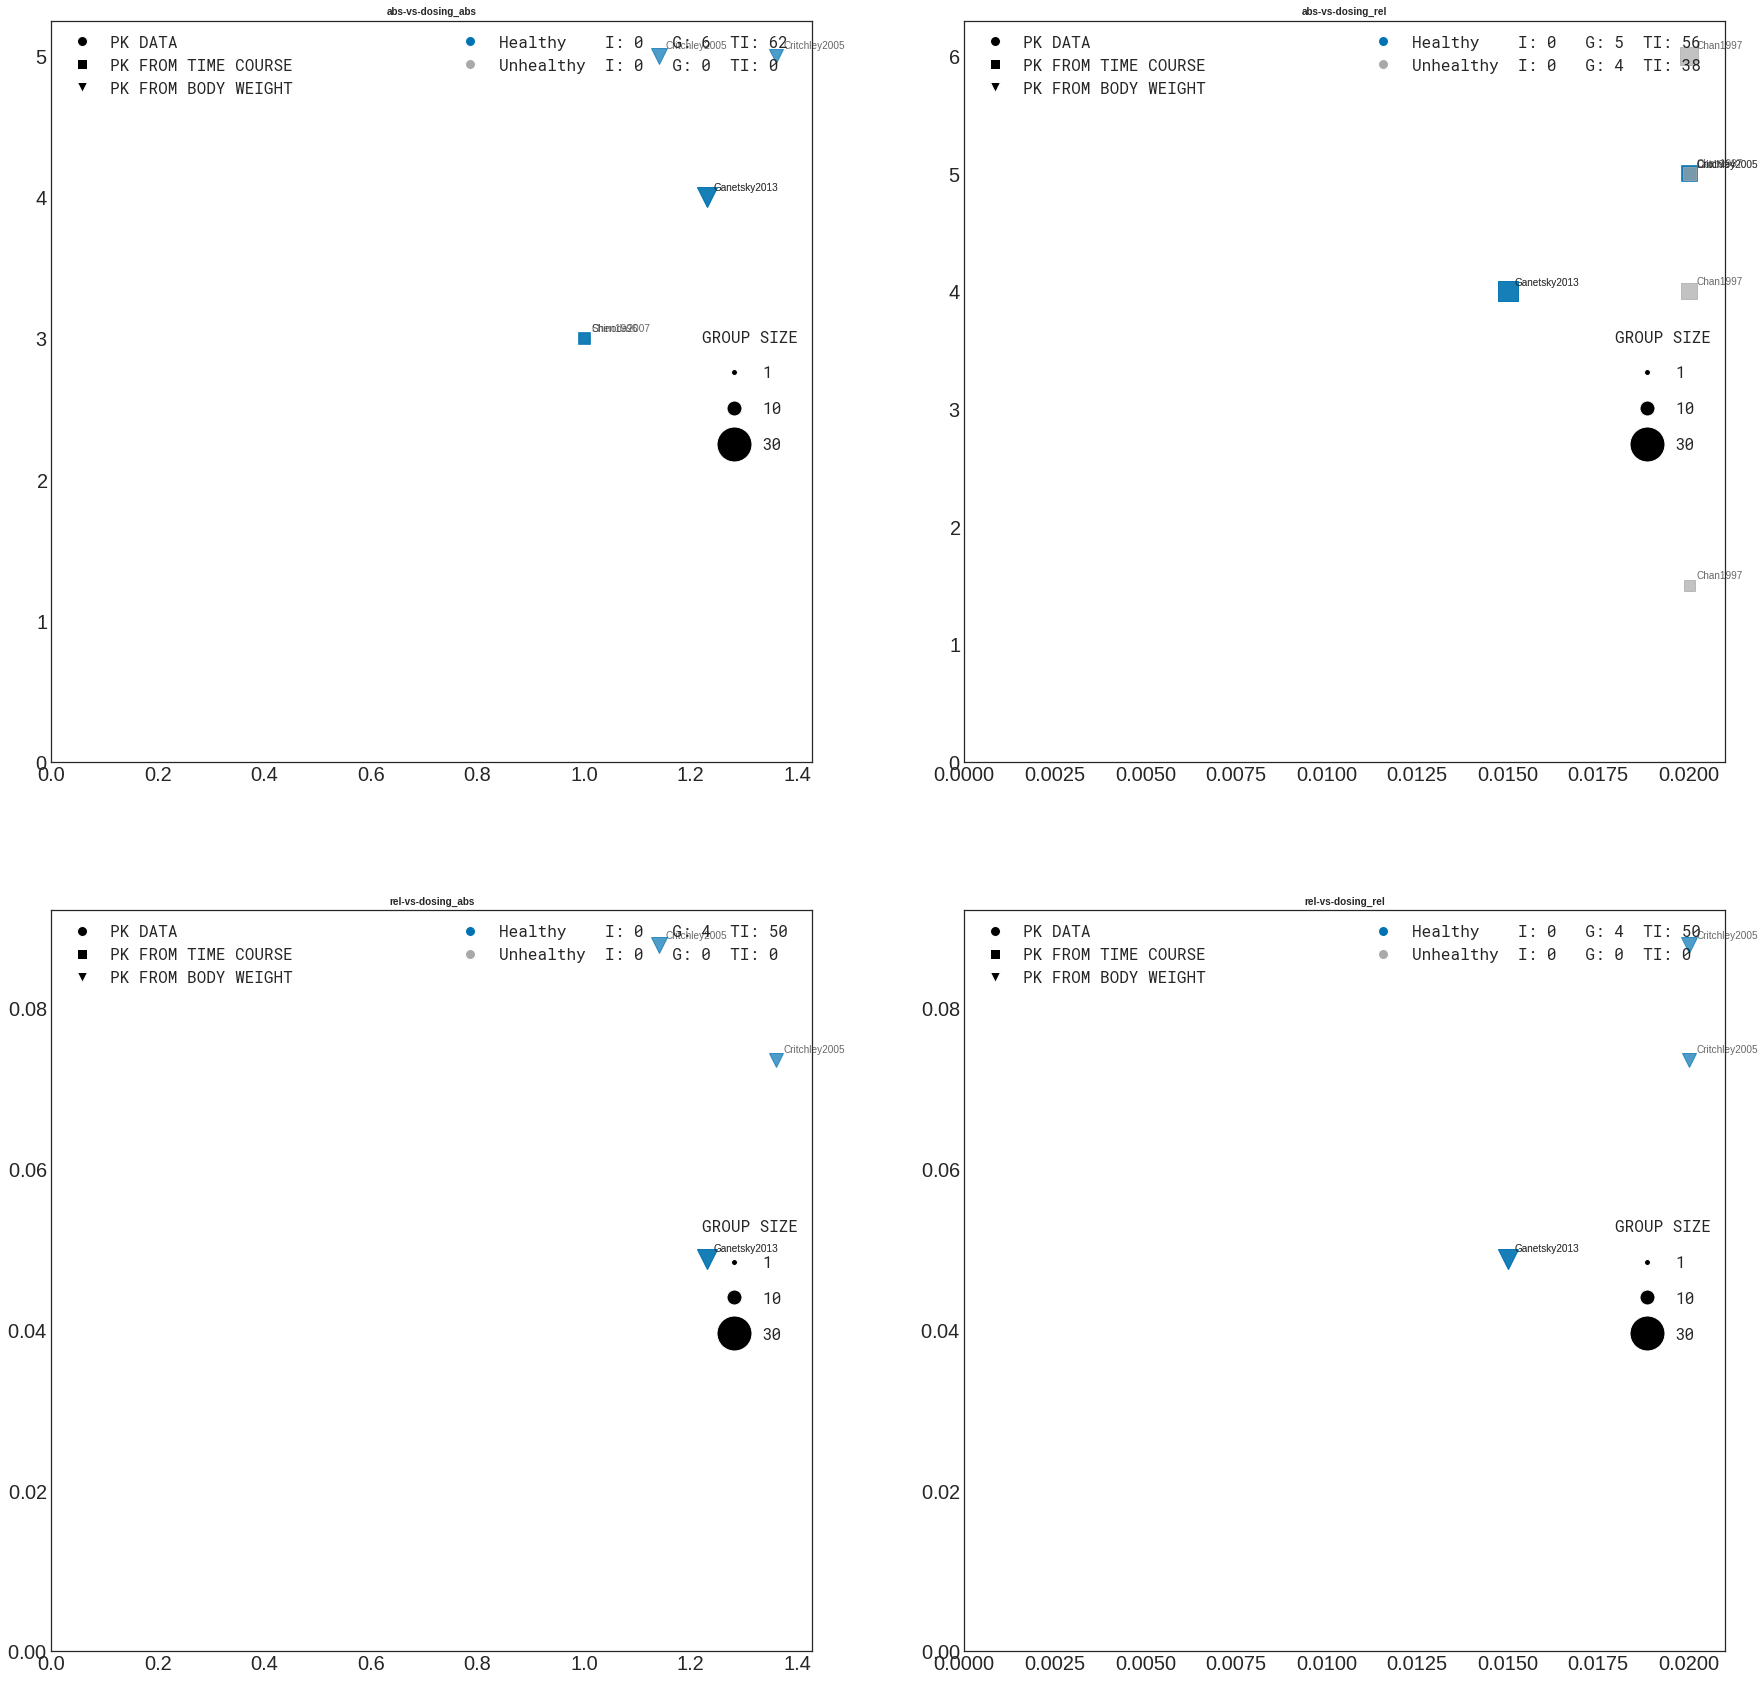 abs-vs-dosing_abs
PK DATA
PK FROM TIME COURSE
PK FROM BODY WEIGHT
Healthy I: 0 G: 6 TI: 62
Unhealthy I: 0 G: 0 TI: 0
Critchley2005
Critchley2005
Ganetsky2013
GROUP SIZE
1
10
30
5
4
3
2
1
0
0.0 0.2 0.4 0.6 0.8 1.0 1.2 1.4
abs-vs-dosing_rel
PK DATA
PK FROM TIME COURSE
PK FROM BODY WEIGHT
Healthy I: 0 G: 5 TI: 56
Unhealthy I: 0 G: 4 TI: 38
Chan1997
Critchley2005
Ganetsky2013
Chan1997
GROUP SIZE
1
10
30
Chan1997
6
5
4
3
2
1
0
0.0000 0.0025 0.0050 0.0075 0.0100 0.0125 0.0150 0.0175 0.0200
rel-vs-dosing_abs
PK DATA
PK FROM TIME COURSE
PK FROM BODY WEIGHT
Healthy I: 0 G: 4 TI: 50
Unhealthy I: 0 G: 0 TI: 0
Critchley2005
Critchley2005
GROUP SIZE
Ganetsky2013
1
10
30
0.08
0.06
0.04
0.02
0.00
0.0 0.2 0.4 0.6 0.8 1.0 1.2 1.4
rel-vs-dosing_rel
PK DATA
PK FROM TIME COURSE
PK FROM BODY WEIGHT
Healthy I: 0 G: 4 TI: 50
Unhealthy I: 0 G: 0 TI: 0
Critchley2005
Critchley2005
GROUP SIZE
Ganetsky2013
1
10
30
0.08
0.06
0.04
0.02
0.00
0.0000 0.0025 0.0050 0.0075 0.0100 0.0125 0.0150 0.0175 0.0200